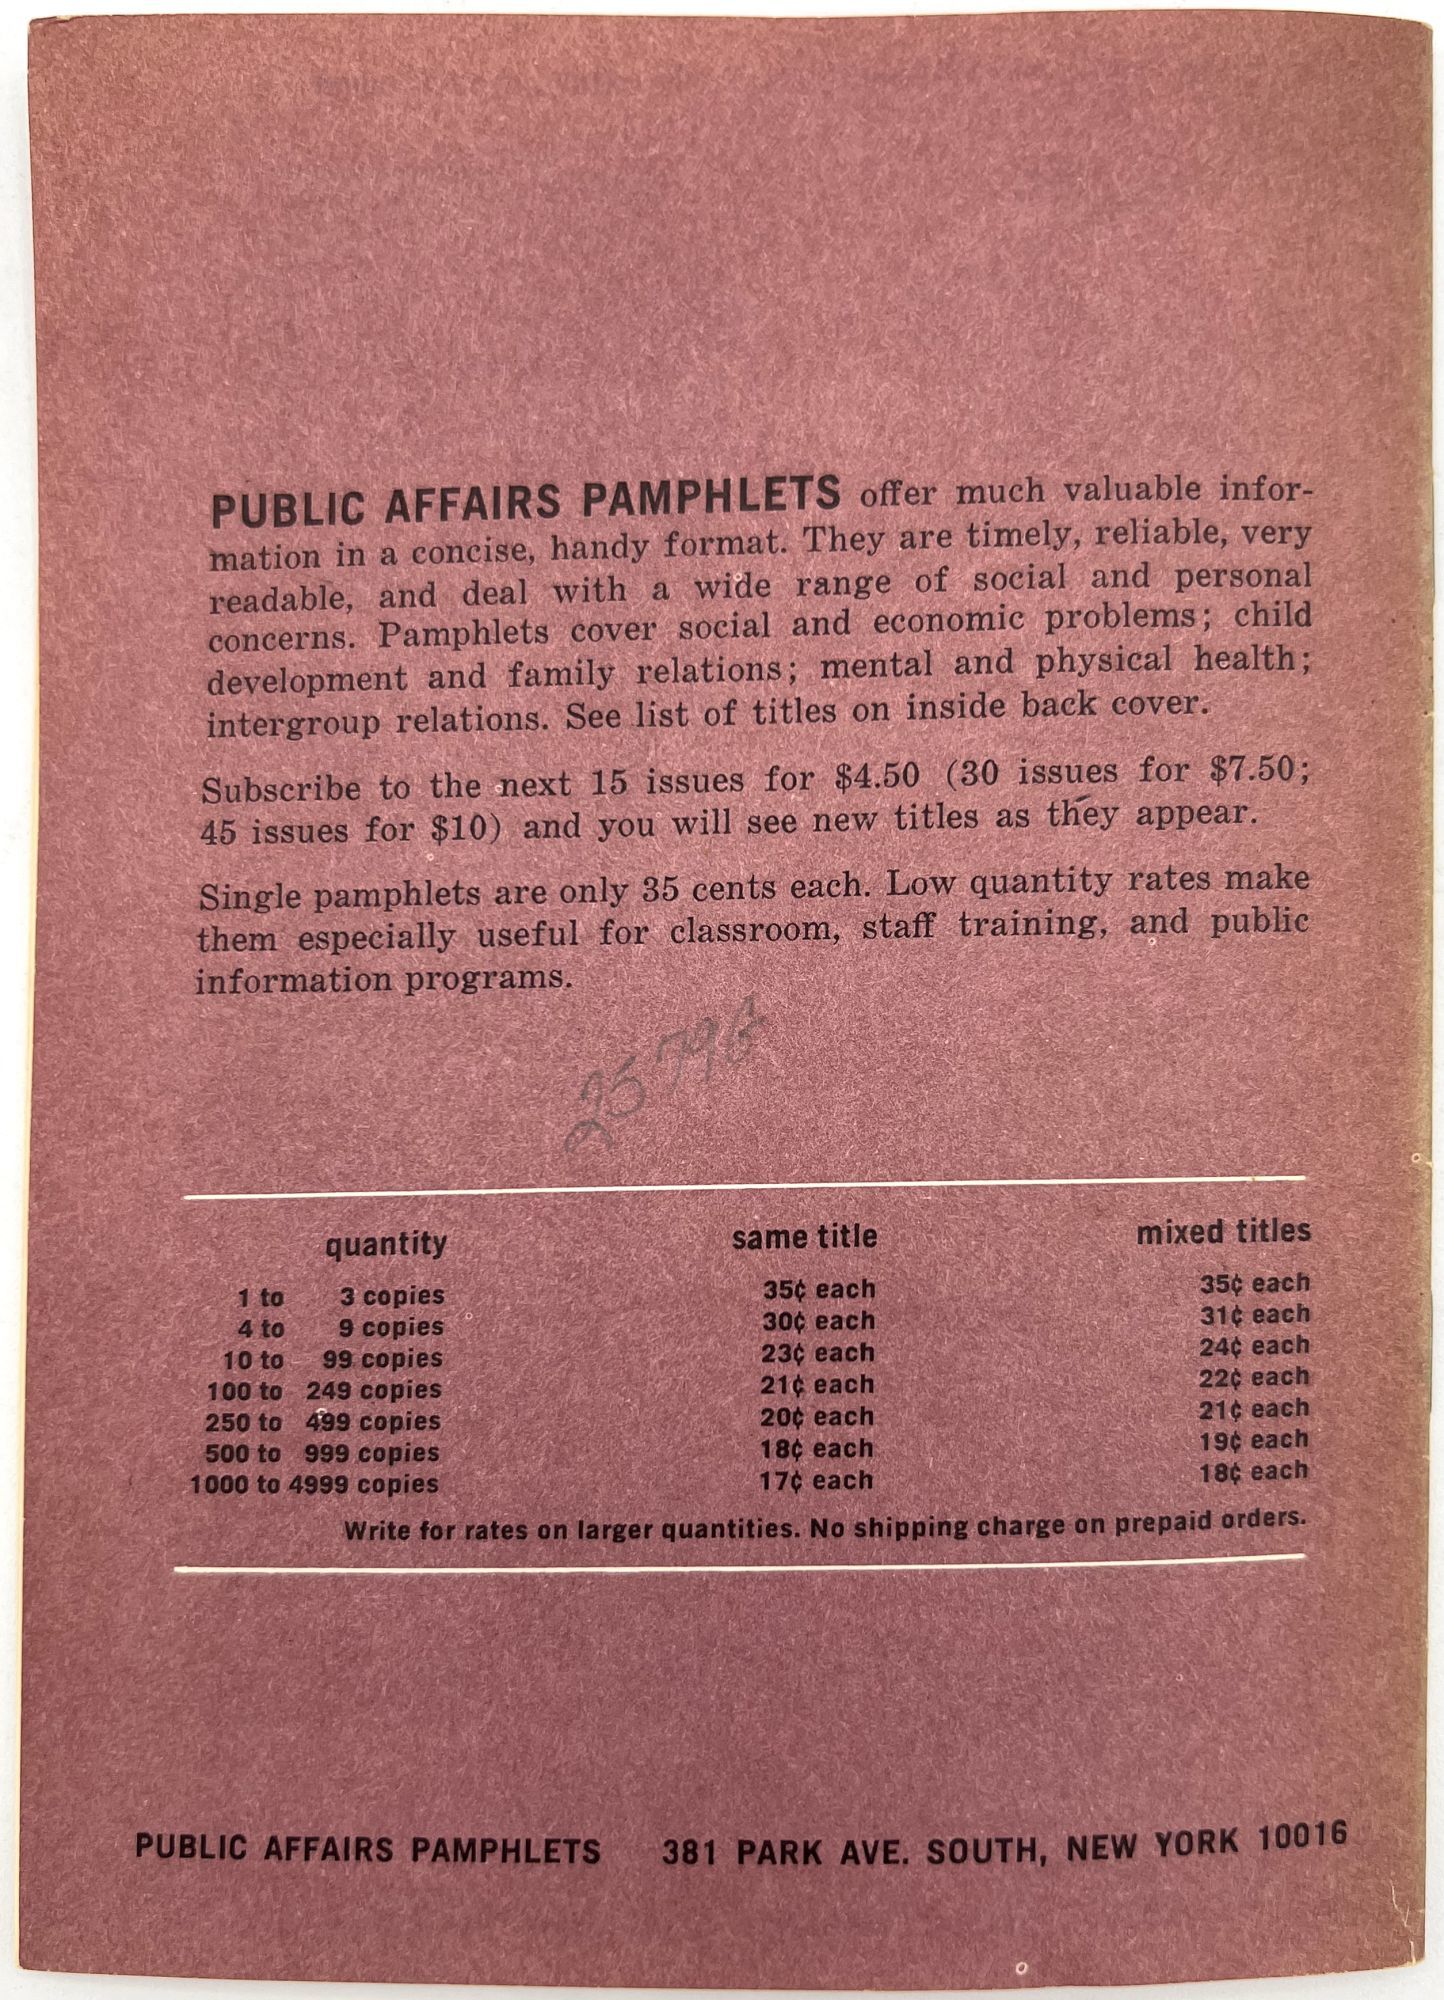 PUBLIC AFFAIRS PAMPHLETS offer much valuable infor-
mation in a concise, handy format. They are timely, reliable, very
readable, and deal with a wide range of social and personal
concerns. Pamphlets cover social and economic problems; child
development and family relations; mental and physical health;
intergroup relations. See list of titles on inside back cover.
Subscribe to the next 15 issues for $4.50 (30 issues for $7.50;
45 issues for $10) and you will see new titles as they appear.
Single pamphlets are only 35 cents each. Low quantity rates make
them especially useful for classroom, staff training, and public
information programs.
quantity same title mixed titles
1 to 3 copies 35¢ each 35¢ each
4 to 9 copies 30¢ each 31¢ each
10 to 99 copies 23¢ each 24¢ each
100 to 249 copies 21¢ each 22¢ each
250 to 499 copies 20¢ each 21¢ each
500 to 999 copies 18¢ each 19¢ each
1000 to 4999 copies 17¢ each 18¢ each
Write for rates on larger quantities. No shipping charge on prepaid orders.
PUBLIC AFFAIRS PAMPHLETS 381 PARK AVE. SOUTH, NEW YORK 10016